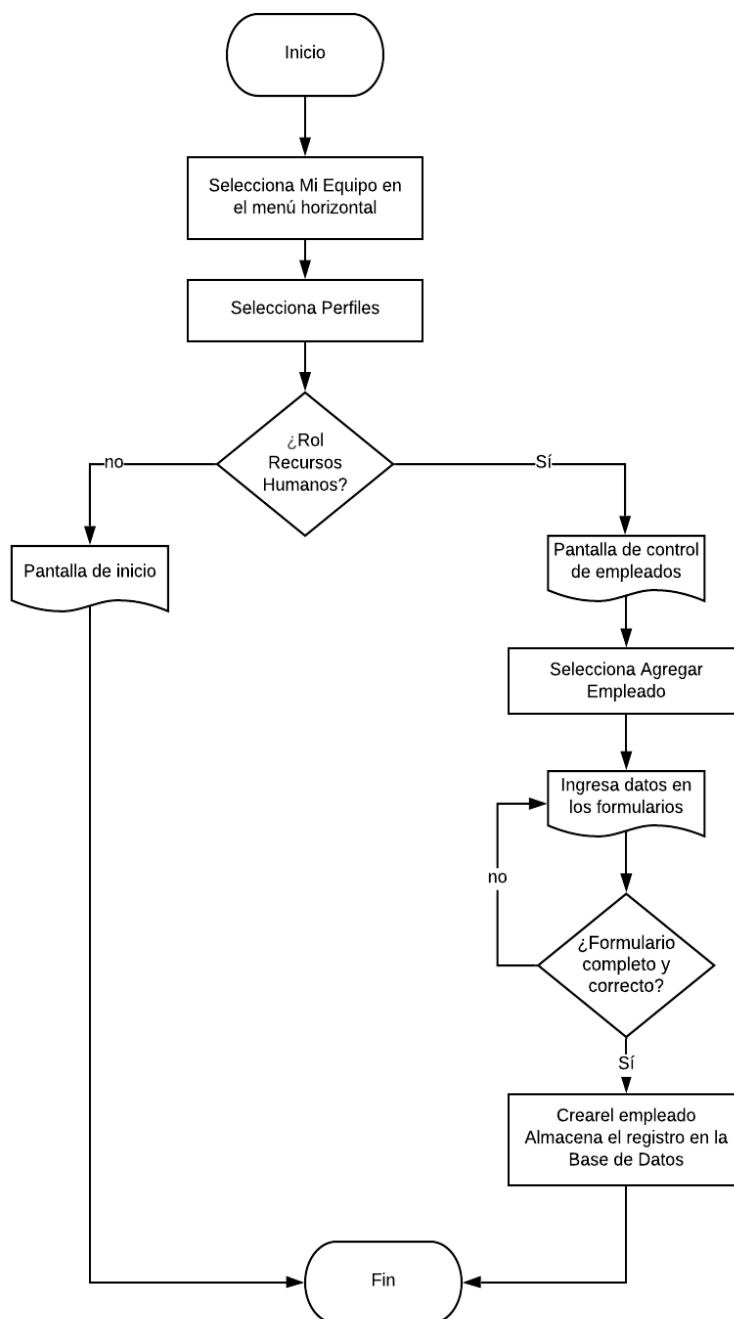 Inicio
Selecciona Mi Equipo en
el menú horizontal
Selecciona Perfiles
¿Rol
Recursos
Humanos?
no
Sí
Pantalla de inicio
Pantalla de control
de empleados
Selecciona Agregar
Empleado
Ingresa datos en
los formularios
no
¿Formulario
completo y
correcto?
Sí
Crearel empleado
Almacena el registro en la
Base de Datos
Fin